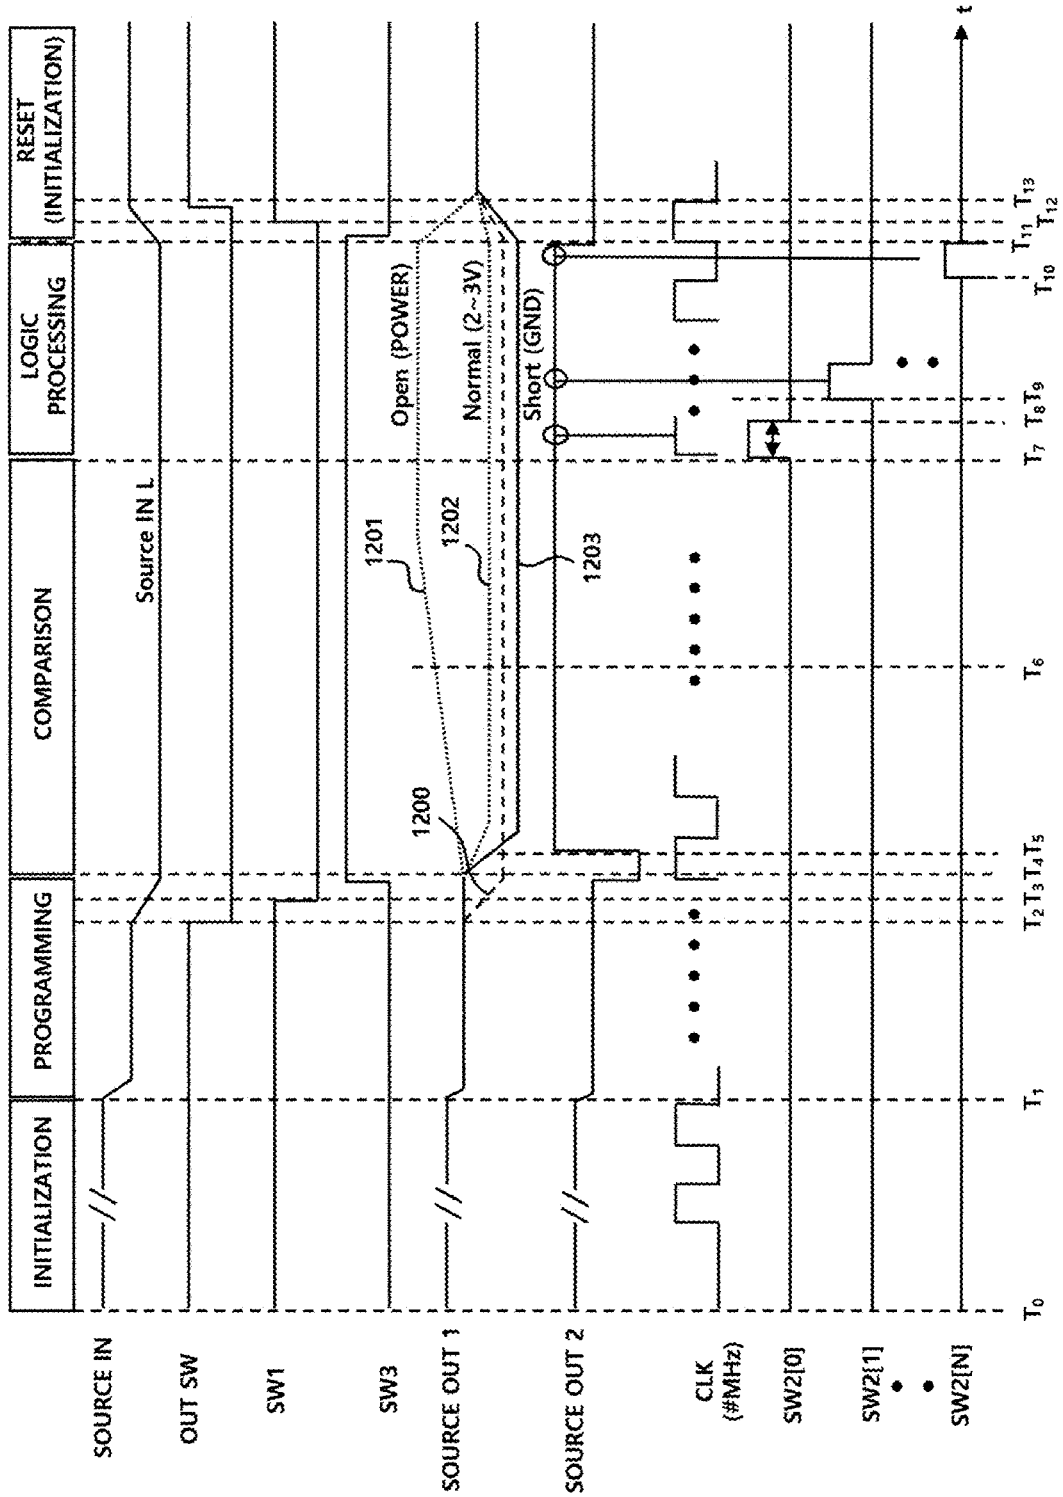 INITIALIZATION
PROGRAMMING
COMPARISON
LOGIC
PROCESSING
RESET
(INITIALIZATION)
SOURCE IN
Source IN L
OUT SW
SW1
SW3
SOURCE OUT 1
1200
1201
1202
1203
Open (POWER)
Normal (2~3V)
Short (GND)
SOURCE OUT 2
CLK
(#MHz)
SW2[0]
SW2[1]
SW2[N]
t
T0 T1 T2 T3 T4 T5 T6 T7 T8 T9 T10 T11 T12 T13